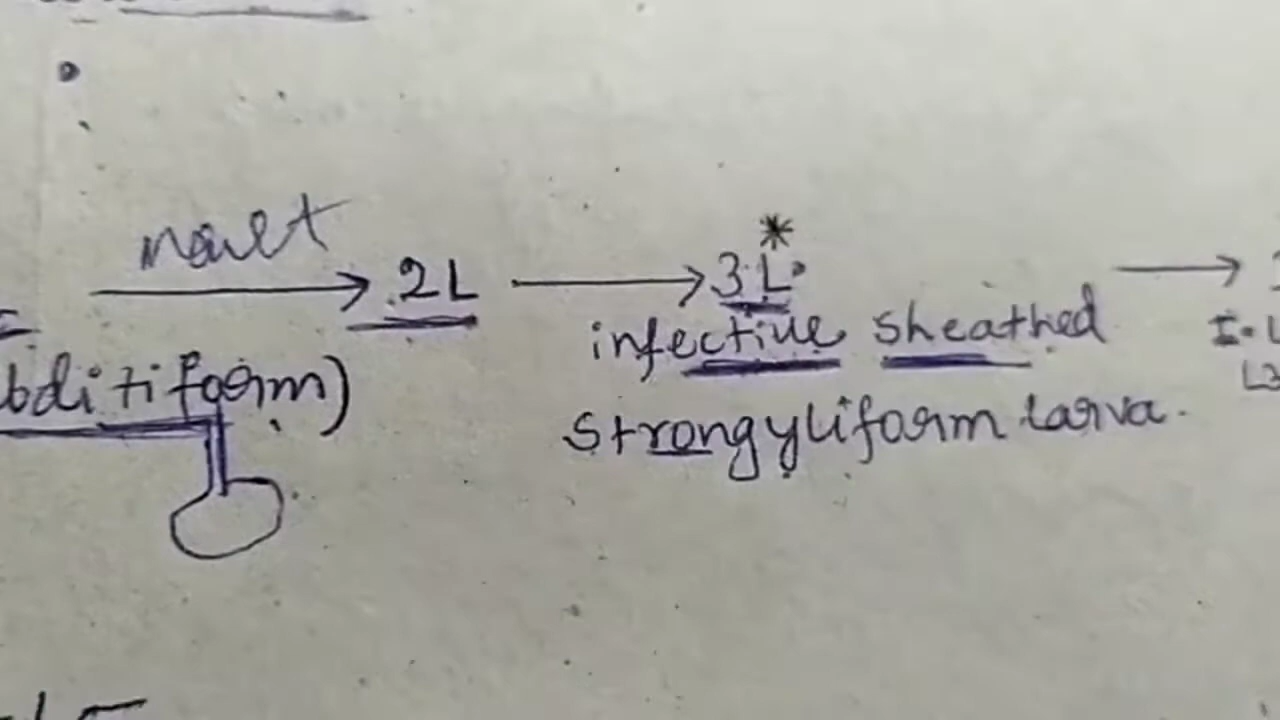 moult
→ 2L → 3L* →
infective sheathed
bditiform)
strongyliform larva.